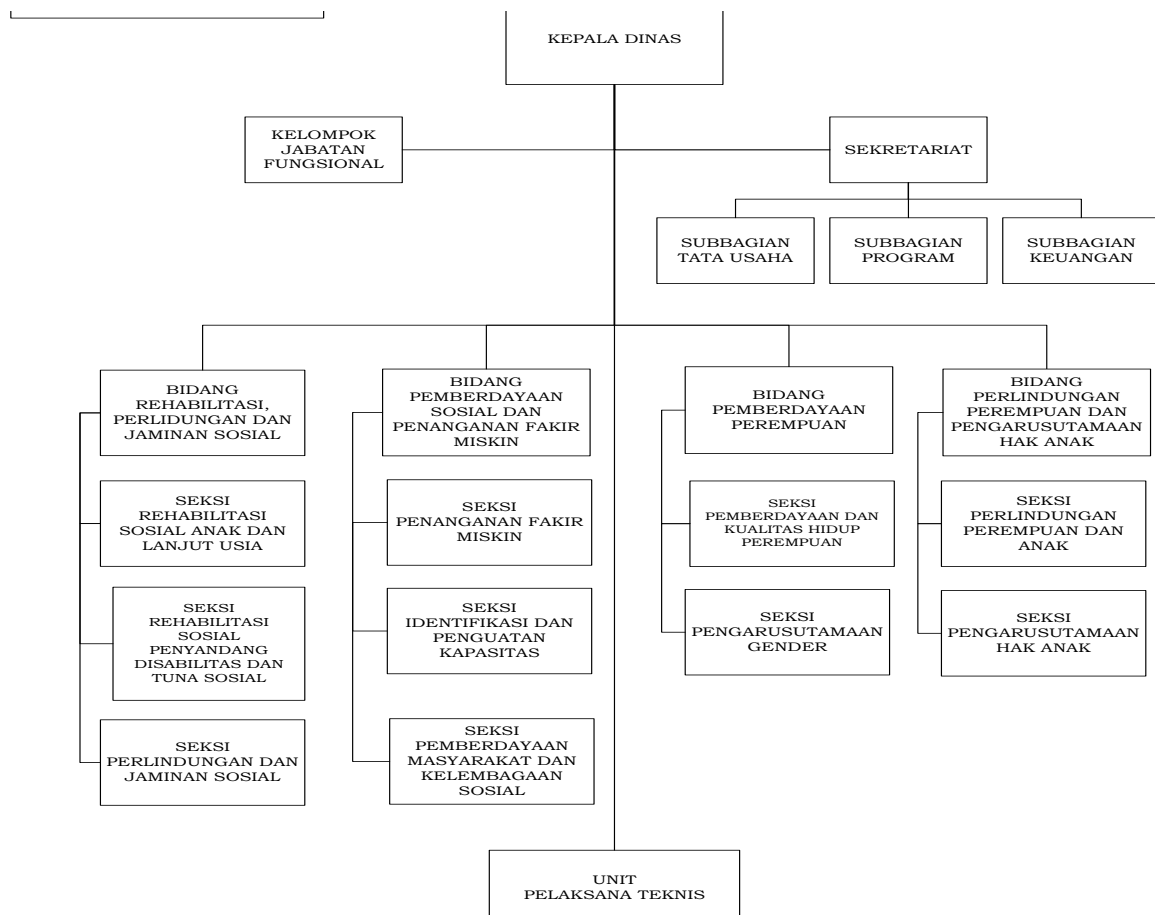 KEPALA DINAS
KELOMPOK
JABATAN
FUNGSIONAL
SEKRETARIAT
SUBBAGIAN
TATA USAHA
SUBBAGIAN
PROGRAM
SUBBAGIAN
KEUANGAN
BIDANG
REHABILITASI,
PERLIDUNGAN DAN
JAMINAN SOSIAL
SEKSI
REHABILITASI
SOSIAL ANAK DAN
LANJUT USIA
SEKSI
REHABILITASI
SOSIAL
PENYANDANG
DISABILITAS DAN
TUNA SOSIAL
SEKSI
PERLINDUNGAN DAN
JAMINAN SOSIAL
BIDANG
PEMBERDAYAAN
SOSIAL DAN
PENANGANAN FAKIR
MISKIN
SEKSI
PENANGANAN FAKIR
MISKIN
SEKSI
IDENTIFIKASI DAN
PENGUATAN
KAPASITAS
SEKSI
PEMBERDAYAAN
MASYARAKAT DAN
KELEMBAGAAN
SOSIAL
BIDANG
PEMBERDAYAAN
PEREMPUAN
SEKSI
PEMBERDAYAAN DAN
KUALITAS HIDUP
PEREMPUAN
SEKSI
PENGARUSUTAMAAN
GENDER
BIDANG
PERLINDUNGAN
PEREMPUAN DAN
PENGARUSUTAMAAN
HAK ANAK
SEKSI
PERLINDUNGAN
PEREMPUAN DAN
ANAK
SEKSI
PENGARUSUTAMAAN
HAK ANAK
UNIT
PELAKSANA TEKNIS